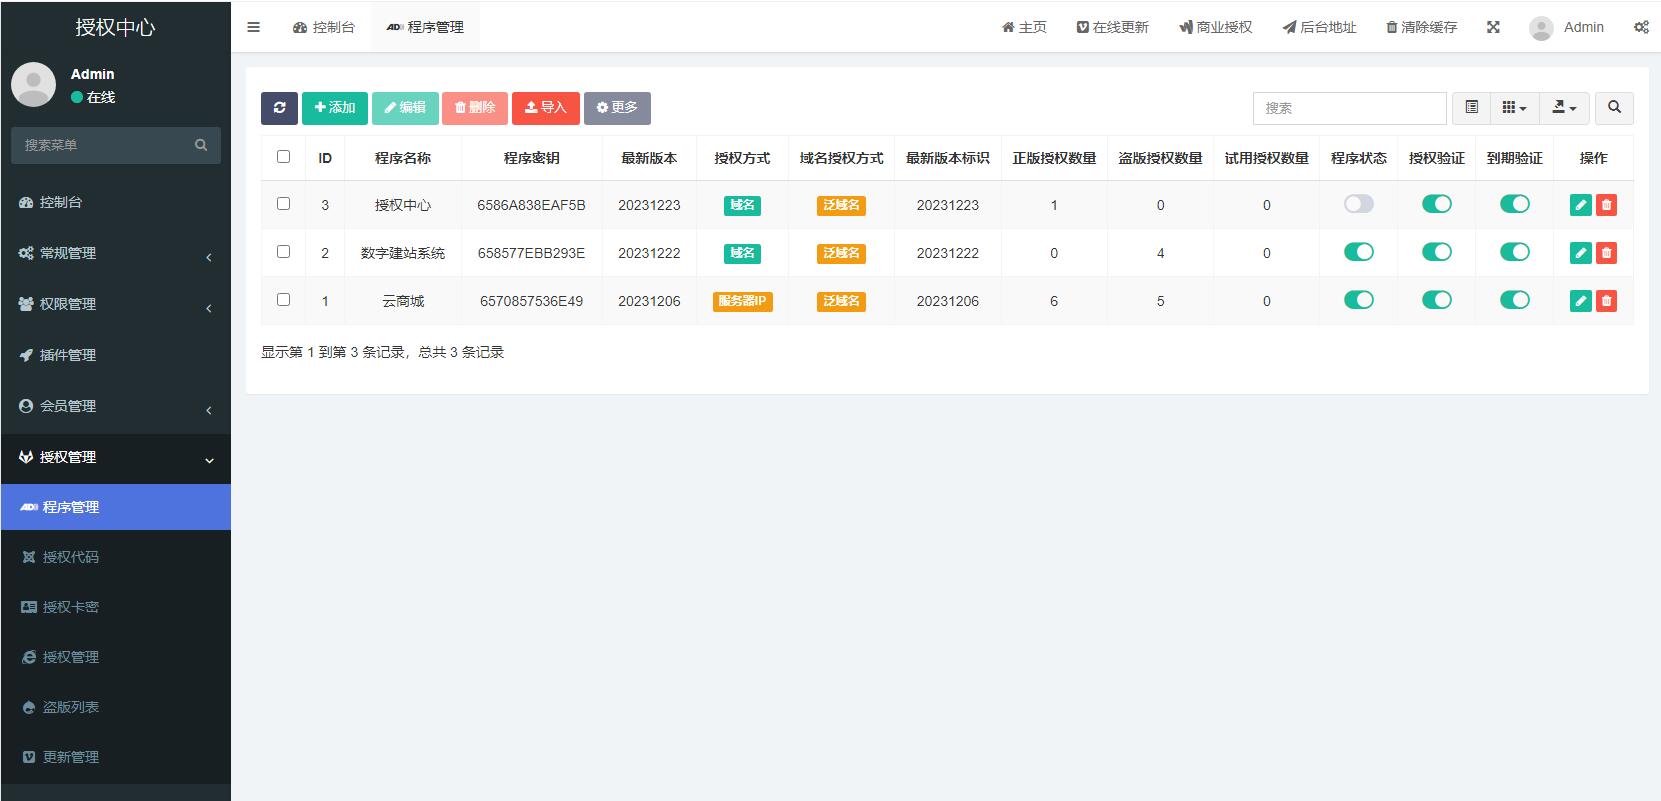 授权中心
Admin
在线
搜索菜单
控制台
常规管理
权限管理
插件管理
会员管理
授权管理
程序管理
授权代码
授权卡密
授权管理
盗版列表
更新管理
控制台 程序管理 主页 在线更新 商业授权 后台地址 清除缓存 Admin
添加 编辑 删除 导入 更多 搜索
ID 程序名称 程序密钥 最新版本 授权方式 域名授权方式 最新版本标识 正版授权数量 盗版授权数量 试用授权数量 程序状态 授权验证 到期验证 操作
3 授权中心 6586A838EAF5B 20231223 域名 泛域名 20231223 1 0 0
2 数字建站系统 658577EBB293E 20231222 域名 泛域名 20231222 0 4 0
1 云商城 6570857536E49 20231206 服务器IP 泛域名 20231206 6 5 0
显示第 1 到第 3 条记录，总共 3 条记录